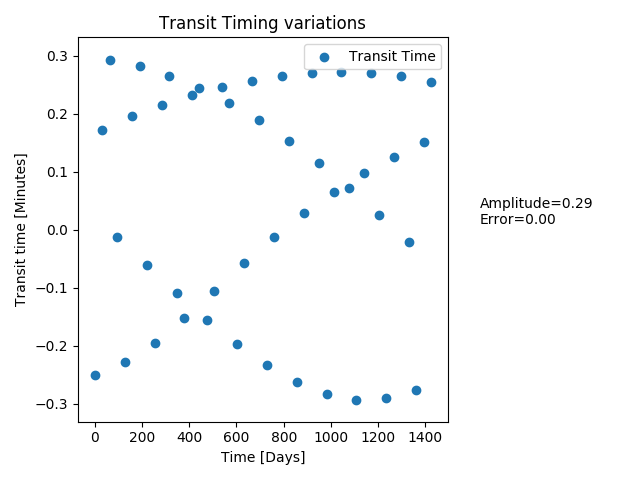 Transit Timing variations
Transit Time
0.3
0.2
0.1
0.0
−0.1
−0.2
−0.3
Transit time [Minutes]
0 200 400 600 800 1000 1200 1400
Time [Days]
Amplitude=0.29
Error=0.00